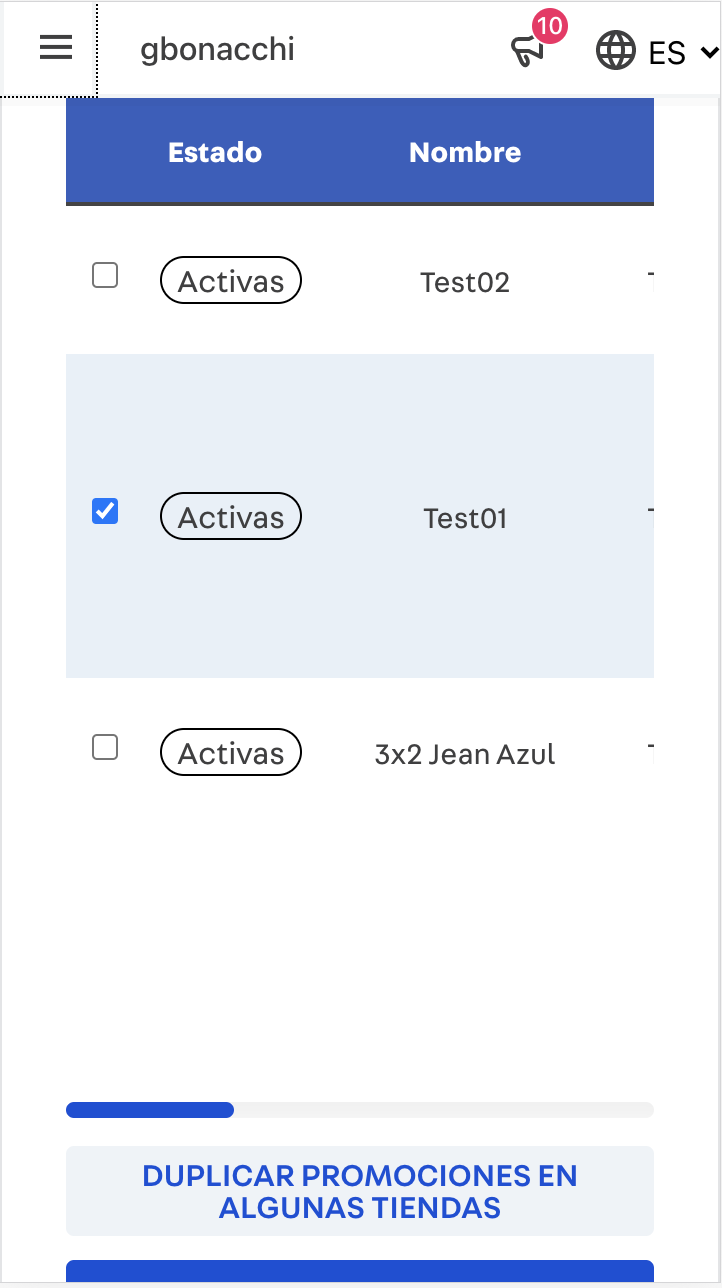 gbonacchi
10
ES
Estado Nombre
Activas Test02
Activas Test01
Activas 3x2 Jean Azul
DUPLICAR PROMOCIONES EN
ALGUNAS TIENDAS